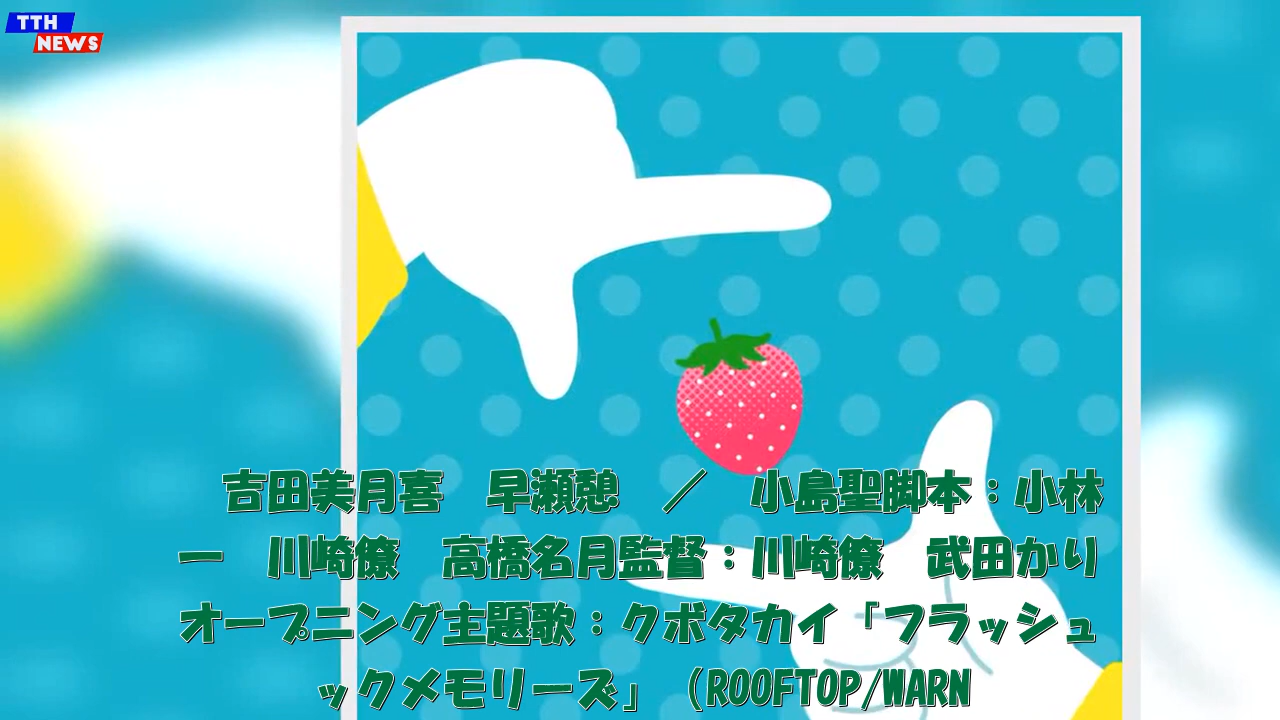 TTH
NEWS
吉田美月喜　早瀬憩　／　小島聖脚本：小林
一　川崎僚　高橋名月監督：川崎僚　武田かり
オープニング主題歌：クボタカイ「フラッシュ
ックメモリーズ」（ROOFTOP/WARN